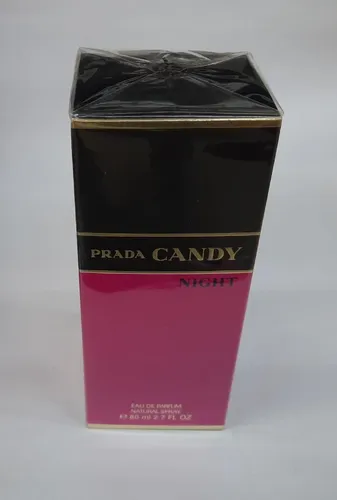 PRADA CANDY
NIGHT
EAU DE PARFUM
NATURAL SPRAY
℮ 80 ml 2.7 FL OZ